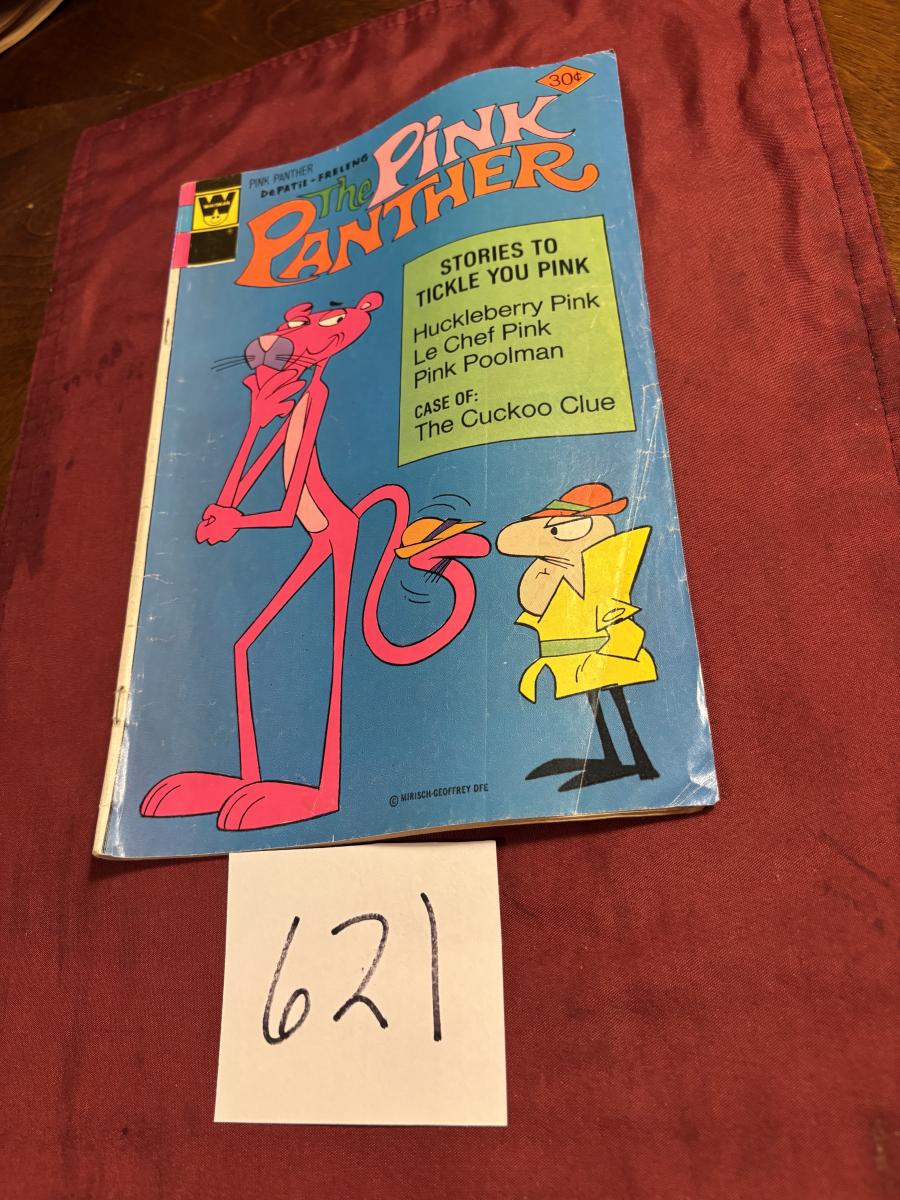 30¢
PINK PANTHER
DePATIE-FRELENG
The PiNK
PANTHER
STORIES TO
TICKLE YOU PINK
Huckleberry Pink
Le Chef Pink
Pink Poolman
CASE OF:
The Cuckoo Clue
© MIRISCH-GEOFFREY DFE
621